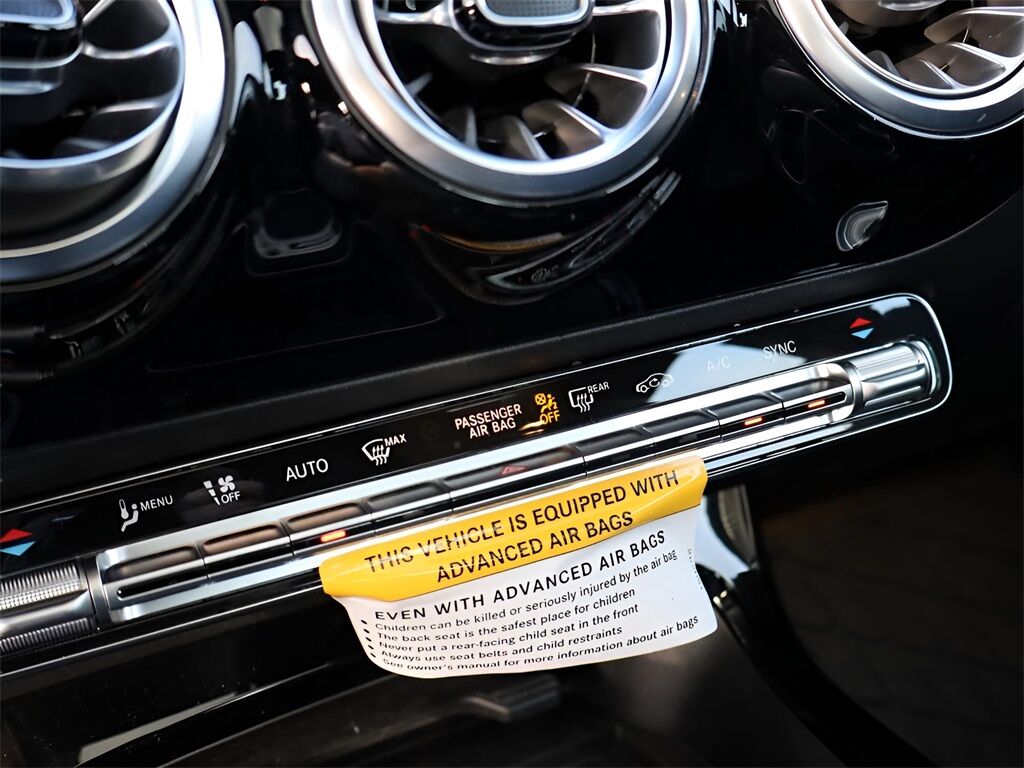 MENU
OFF
AUTO
MAX
PASSENGER
AIR BAG
2
OFF
REAR
A/C
SYNC
THIS VEHICLE IS EQUIPPED WITH
ADVANCED AIR BAGS
EVEN WITH ADVANCED AIR BAGS
• Children can be killed or seriously injured by the air bag
• The back seat is the safest place for children
• Never put a rear-facing child seat in the front
• Always use seat belts and child restraints
• See owner's manual for more information about air bags